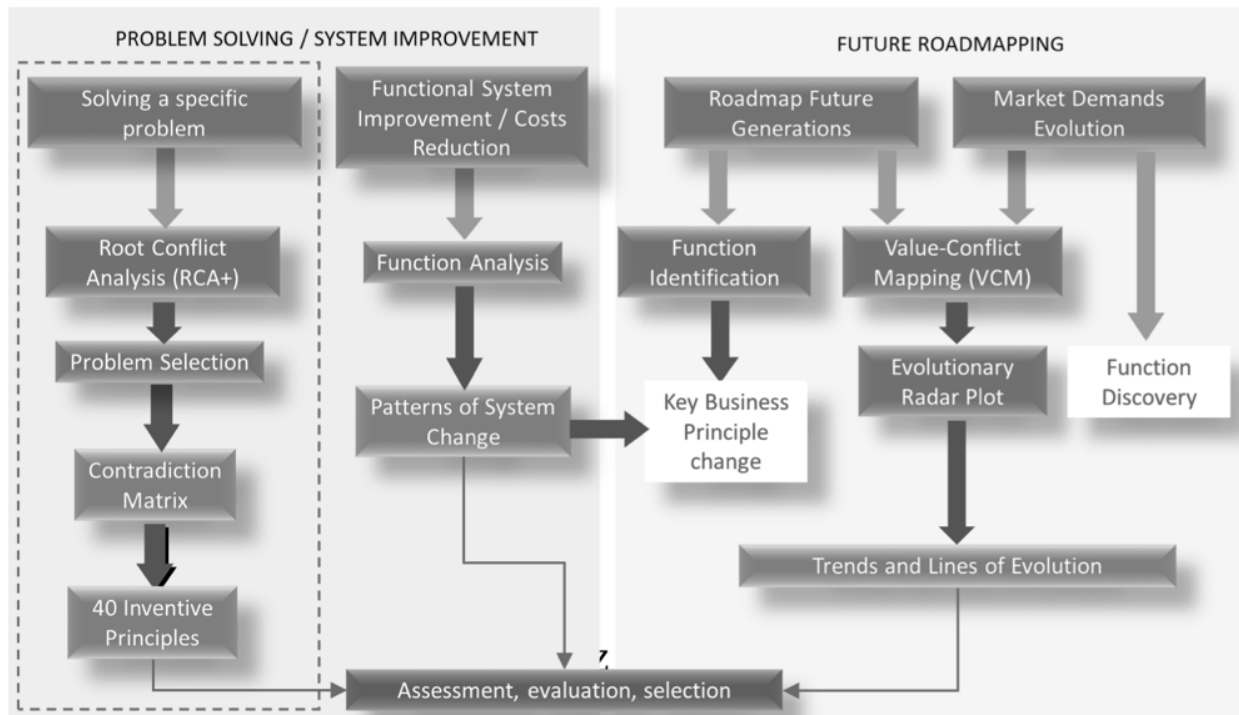 PROBLEM SOLVING / SYSTEM IMPROVEMENT
FUTURE ROADMAPPING
Solving a specific
problem
Functional System
Improvement / Costs
Reduction
Roadmap Future
Generations
Market Demands
Evolution
Root Conflict
Analysis (RCA+)
Function Analysis
Function
Identification
Value-Conflict
Mapping (VCM)
Problem Selection
Evolutionary
Radar Plot
Function
Discovery
Patterns of System
Change
Key Business
Principle
change
Contradiction
Matrix
Trends and Lines of Evolution
40 Inventive
Principles
Assessment, evaluation, selection